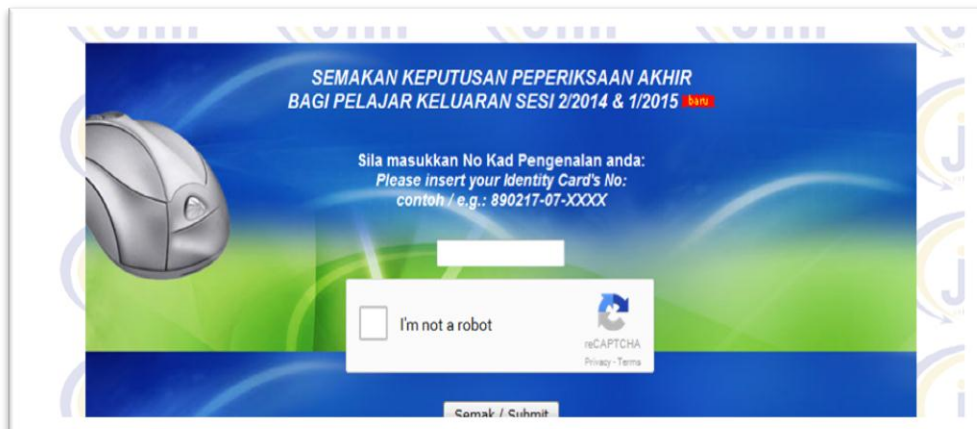 SEMAKAN KEPUTUSAN PEPERIKSAAN AKHIR
BAGI PELAJAR KELUARAN SESI 2/2014 & 1/2015 baru
Sila masukkan No Kad Pengenalan anda:
Please insert your Identity Card's No:
contoh / e.g.: 890217-07-XXXX
I'm not a robot
reCAPTCHA
Privacy - Terms
Semak / Submit